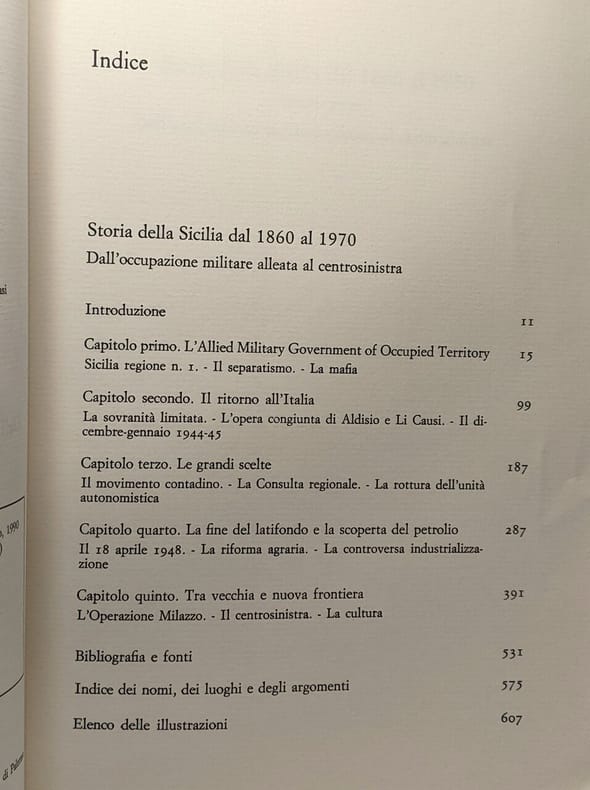 Indice
Storia della Sicilia dal 1860 al 1970
Dall'occupazione militare alleata al centrosinistra
Introduzione 11
Capitolo primo. L'Allied Military Government of Occupied Territory 15
Sicilia regione n. 1. - Il separatismo. - La mafia
Capitolo secondo. Il ritorno all'Italia 99
La sovranità limitata. - L'opera congiunta di Aldisio e Li Causi. - Il di-
cembre-gennaio 1944-45
Capitolo terzo. Le grandi scelte 187
Il movimento contadino. - La Consulta regionale. - La rottura dell'unità
autonomistica
Capitolo quarto. La fine del latifondo e la scoperta del petrolio 287
Il 18 aprile 1948. - La riforma agraria. - La controversa industrializza-
zione
Capitolo quinto. Tra vecchia e nuova frontiera 391
L'Operazione Milazzo. - Il centrosinistra. - La cultura
Bibliografia e fonti 531
Indice dei nomi, dei luoghi e degli argomenti 575
Elenco delle illustrazioni 607
1990
)